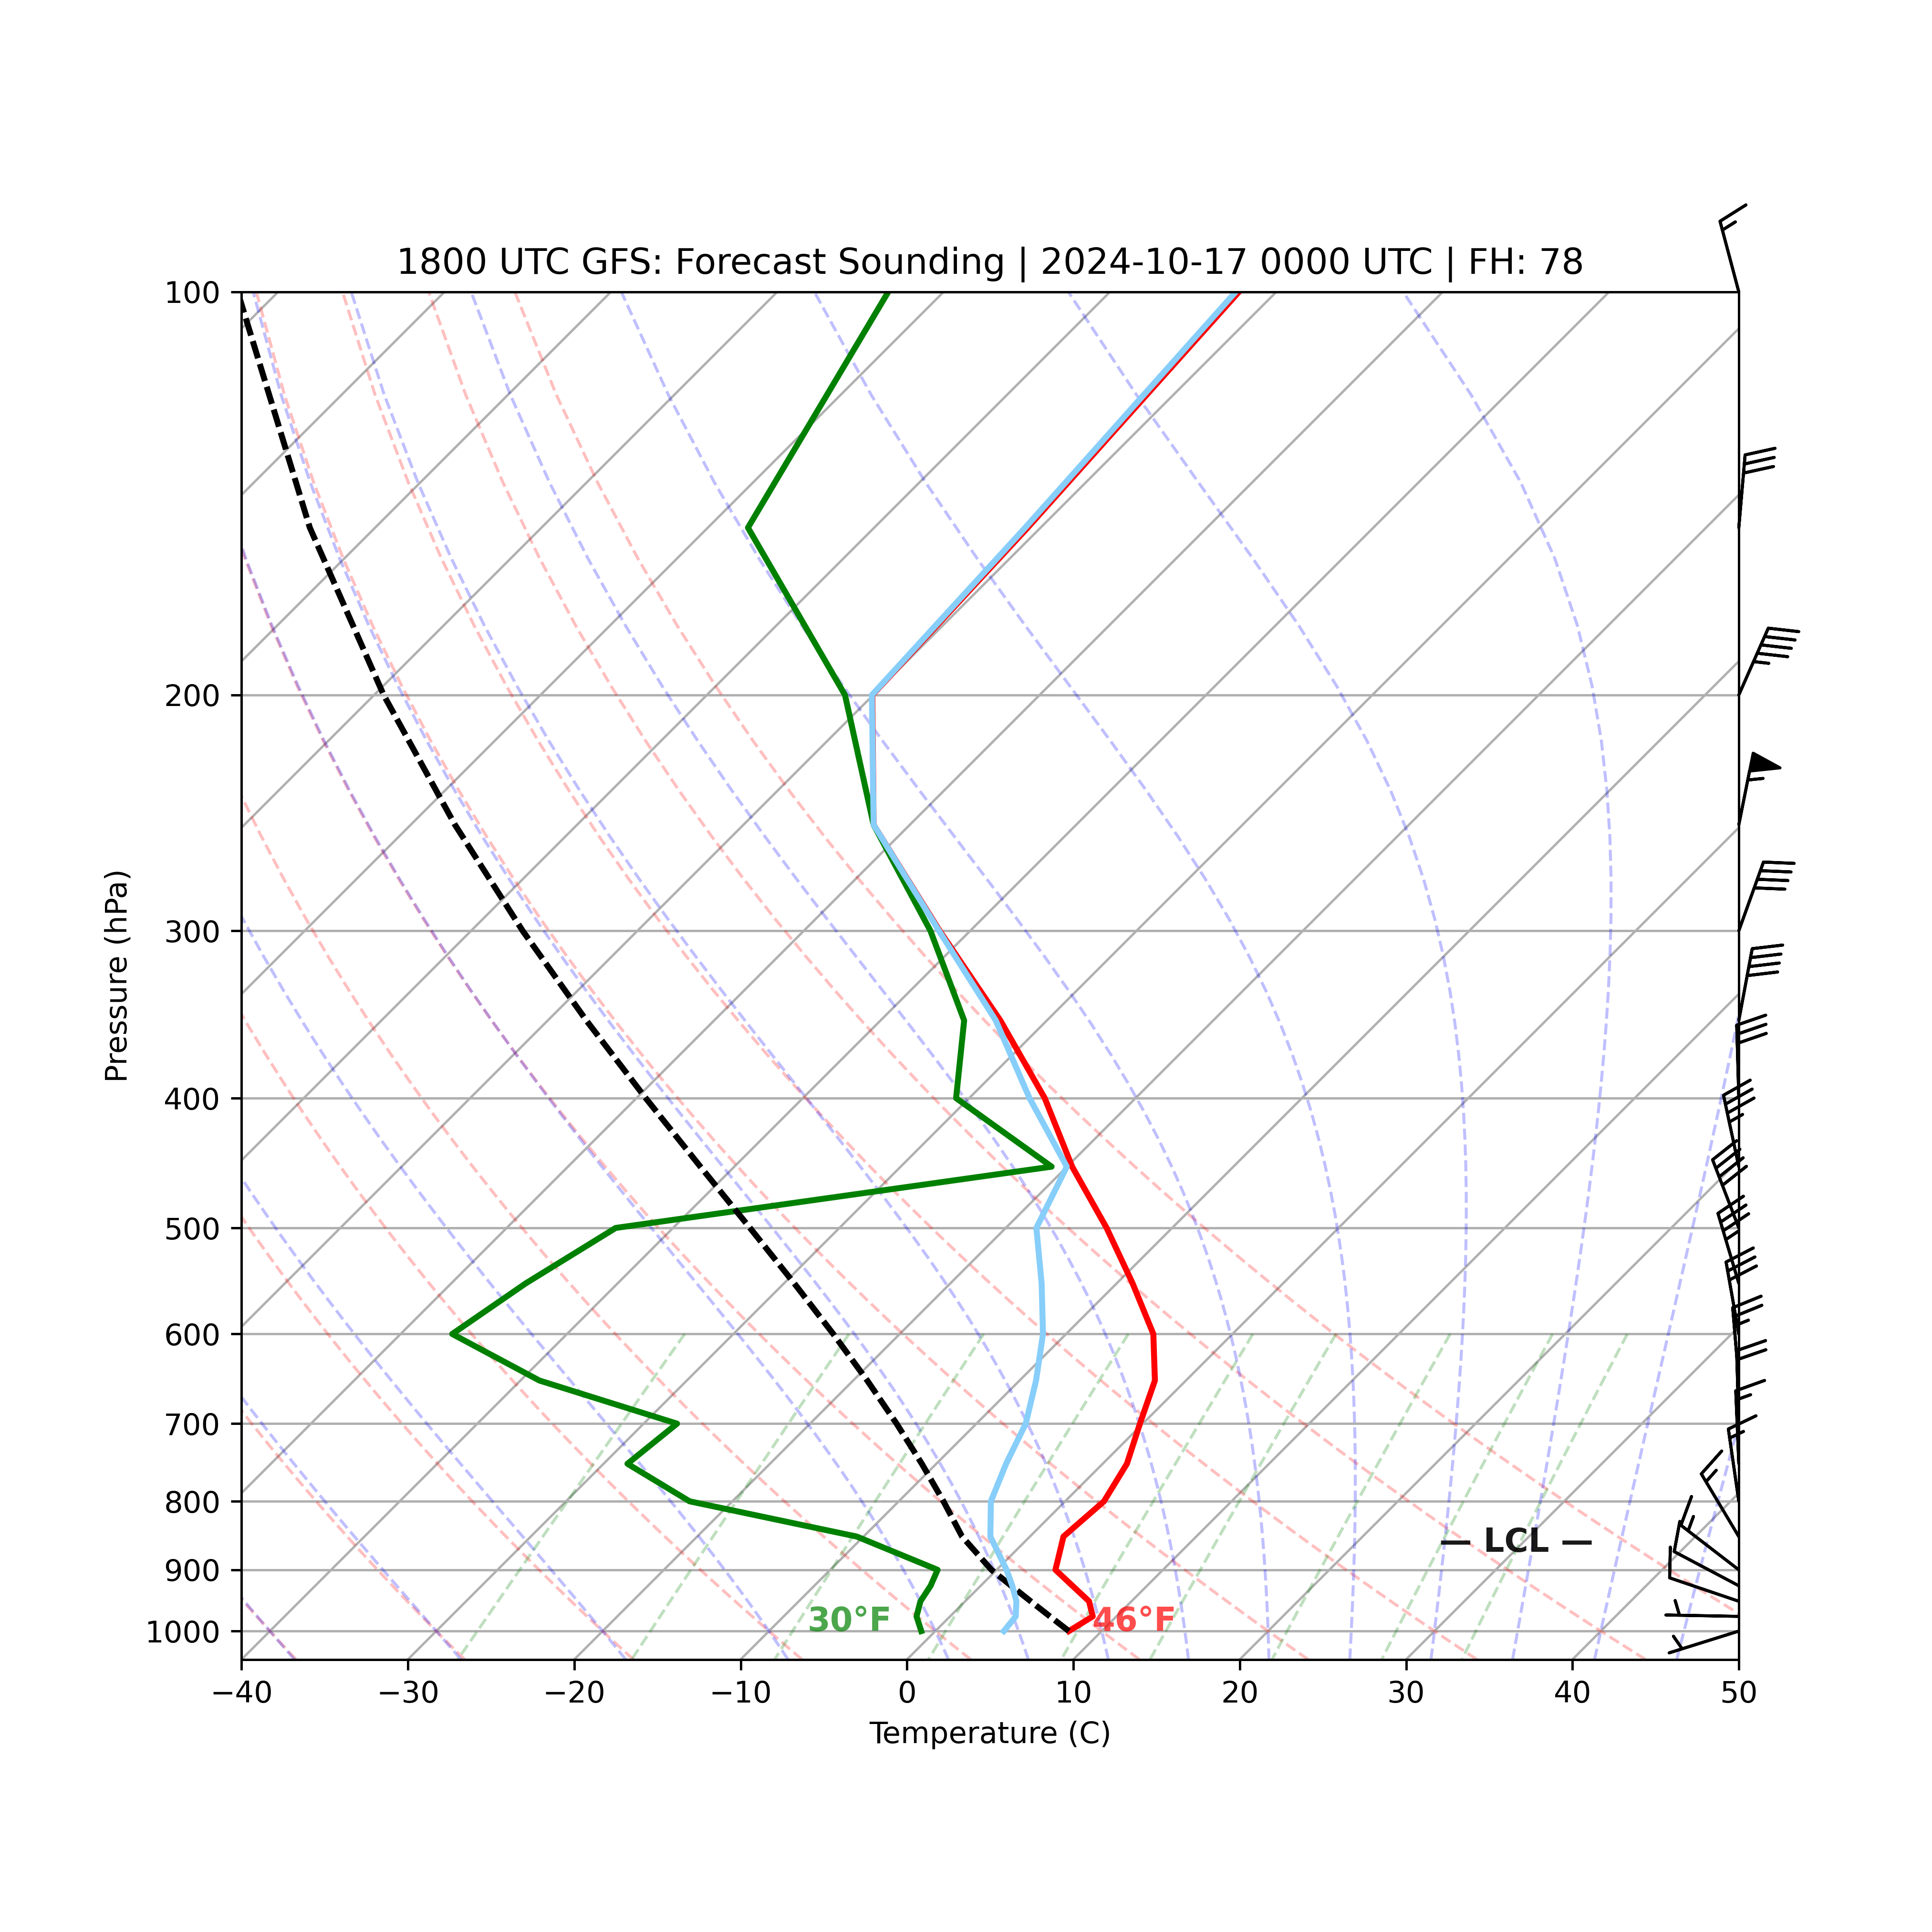 1800 UTC GFS: Forecast Sounding | 2024-10-17 0000 UTC | FH: 78
100
200
300
400
500
600
700
800
900
1000
Pressure (hPa)
— LCL —
30°F
46°F
−40 −30 −20 −10 0 10 20 30 40 50
Temperature (C)